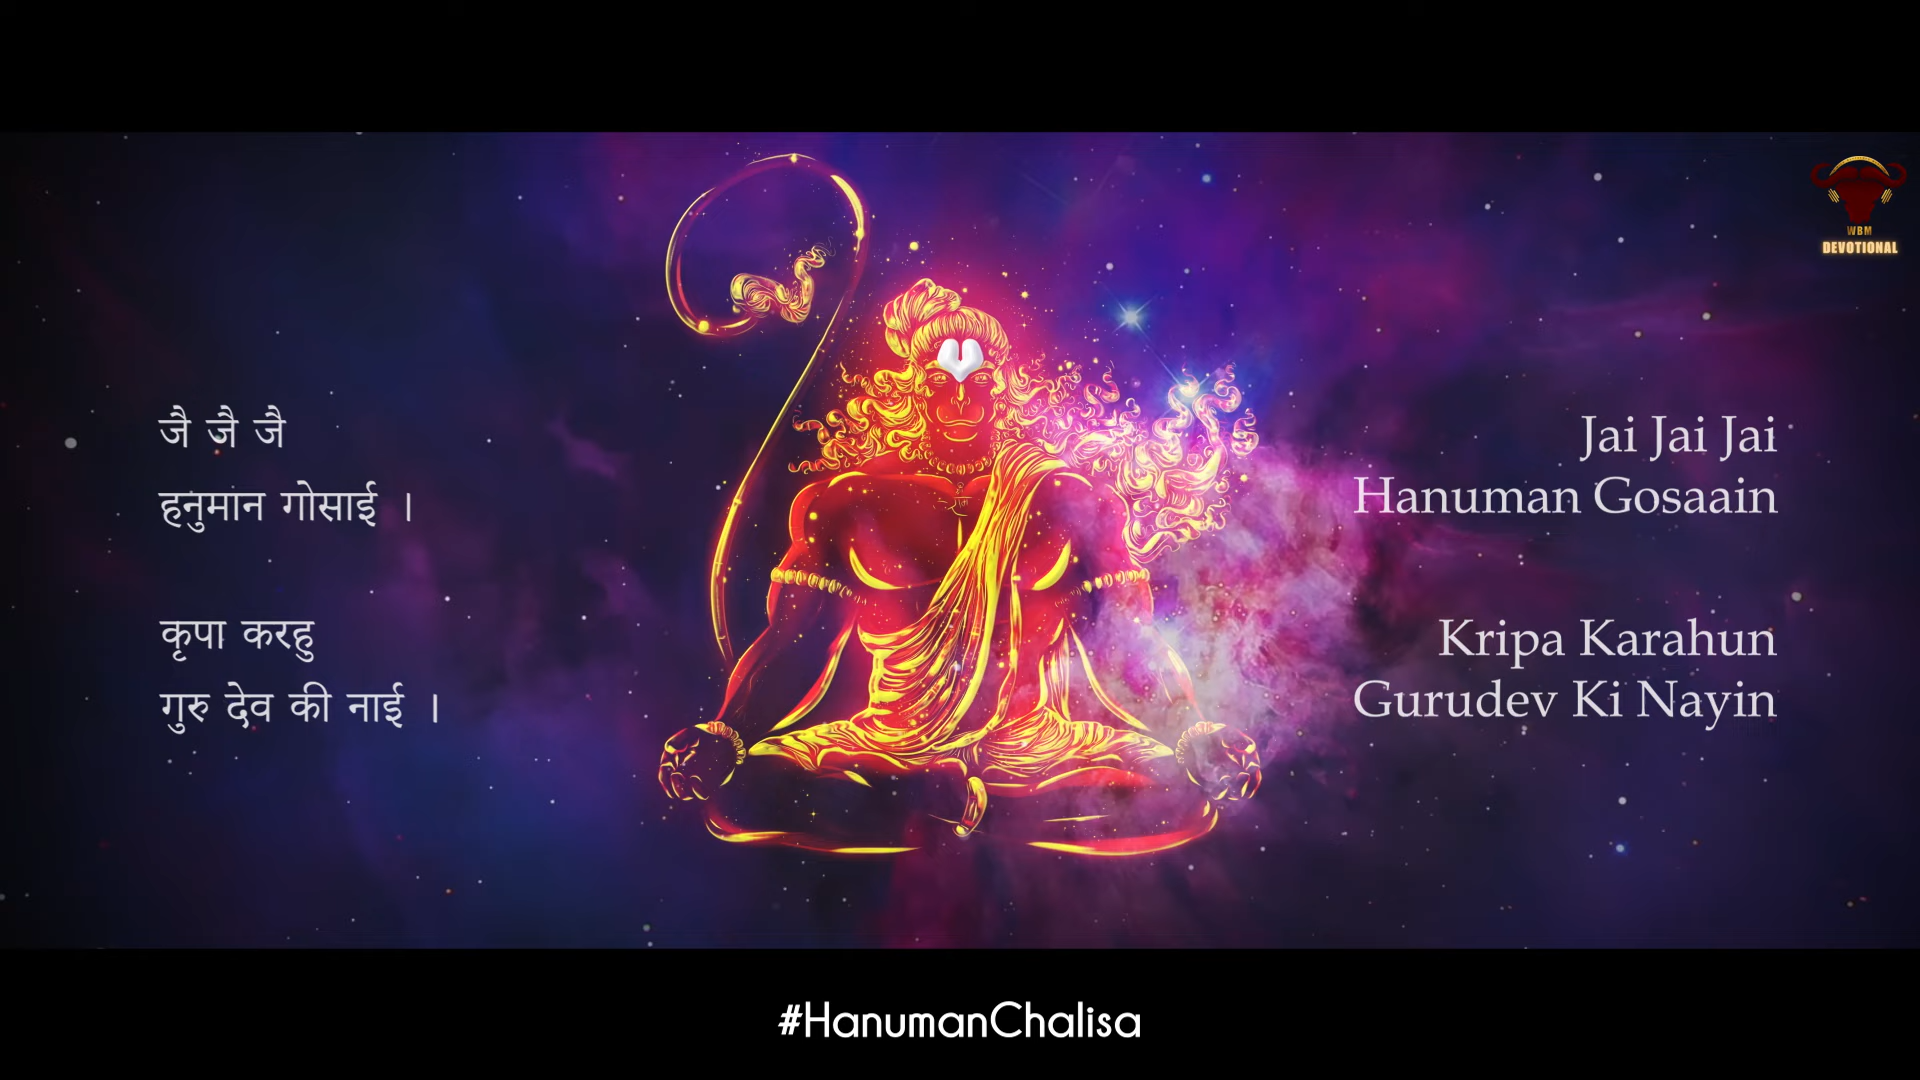 WBM
DEVOTIONAL
जै जै जै
हनुमान गोसाई ।
कृपा करहु
गुरु देव की नाई ।
Jai Jai Jai
Hanuman Gosaain
Kripa Karahun
Gurudev Ki Nayin
#HanumanChalisa